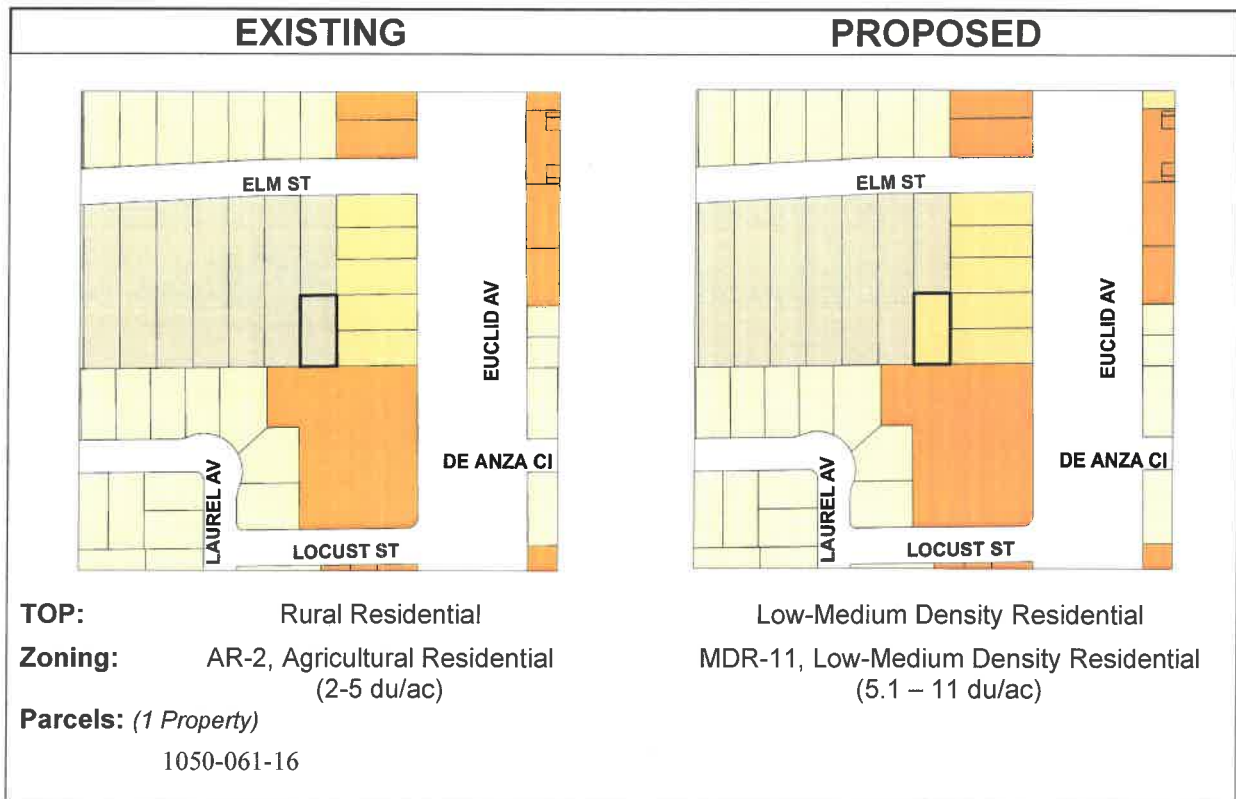 EXISTING
PROPOSED
ELM ST
EUCLID AV
DE ANZA CI
LAUREL AV
LOCUST ST
ELM ST
EUCLID AV
DE ANZA CI
LAUREL AV
LOCUST ST
TOP: Rural Residential Low-Medium Density Residential
Zoning: AR-2, Agricultural Residential MDR-11, Low-Medium Density Residential
(2-5 du/ac) (5.1 – 11 du/ac)
Parcels: (1 Property)
1050-061-16